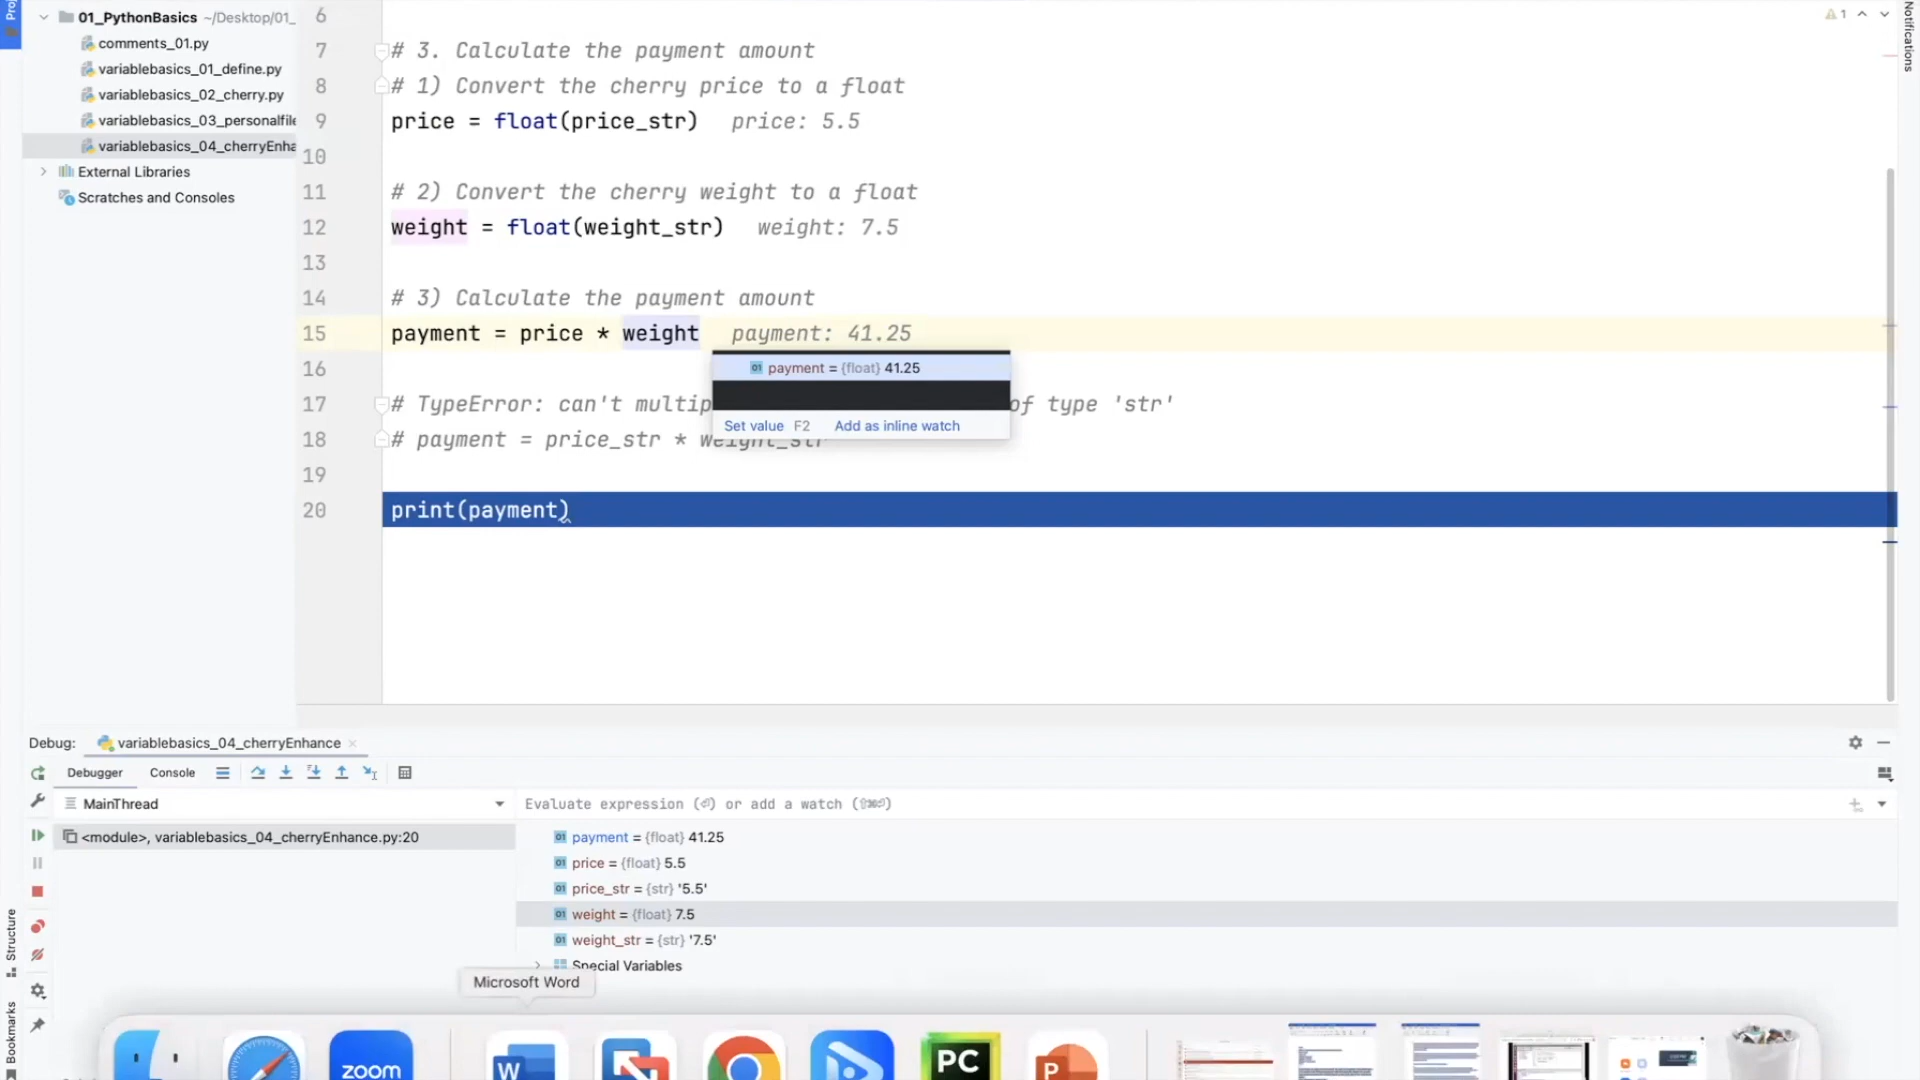 01_PythonBasics ~/Desktop/01_
comments_01.py
variablebasics_01_define.py
variablebasics_02_cherry.py
variablebasics_03_personalfile
variablebasics_04_cherryEnha
External Libraries
Scratches and Consoles
Structure
Bookmarks
Notifications
1
6
7 # 3. Calculate the payment amount
8 # 1) Convert the cherry price to a float
9 price = float(price_str) price: 5.5
10
11 # 2) Convert the cherry weight to a float
12 weight = float(weight_str) weight: 7.5
13
14 # 3) Calculate the payment amount
15 payment = price * weight payment: 41.25
16
payment = {float} 41.25
17 # TypeError: can't multip of type 'str'
Set value F2 Add as inline watch
18 # payment = price_str * weight_str
19
20 print(payment)
Debug: variablebasics_04_cherryEnhance
Debugger Console
MainThread
<module>, variablebasics_04_cherryEnhance.py:20
Evaluate expression (⏎) or add a watch (⇧⌘⏎)
payment = {float} 41.25
price = {float} 5.5
price_str = {str} '5.5'
weight = {float} 7.5
weight_str = {str} '7.5'
Special Variables
Microsoft Word
zoom
W
PC
P